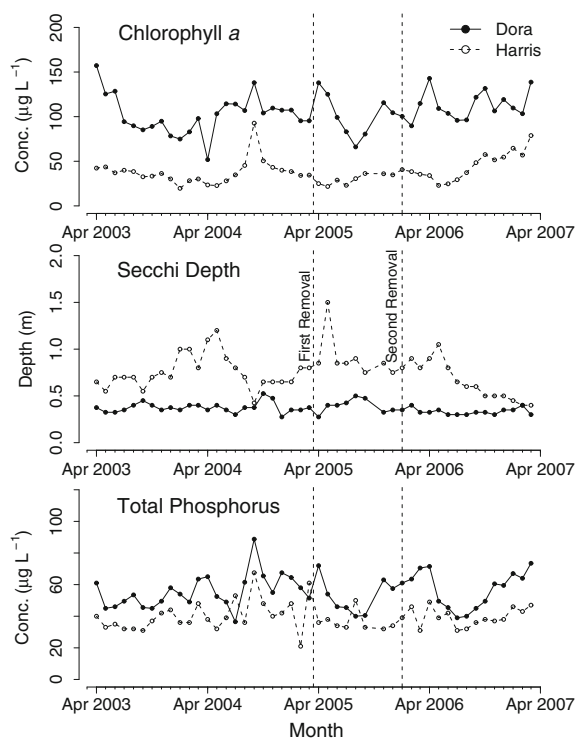 Chlorophyll a
Dora
Harris
Conc. (µg L⁻¹)
200
150
100
50
0
Apr 2003 Apr 2004 Apr 2005 Apr 2006 Apr 2007
Secchi Depth
Depth (m)
2.0
1.5
1.0
0.5
0.0
First Removal
Second Removal
Apr 2003 Apr 2004 Apr 2005 Apr 2006 Apr 2007
Total Phosphorus
Conc. (µg L⁻¹)
100
60
40
20
0
Apr 2003 Apr 2004 Apr 2005 Apr 2006 Apr 2007
Month